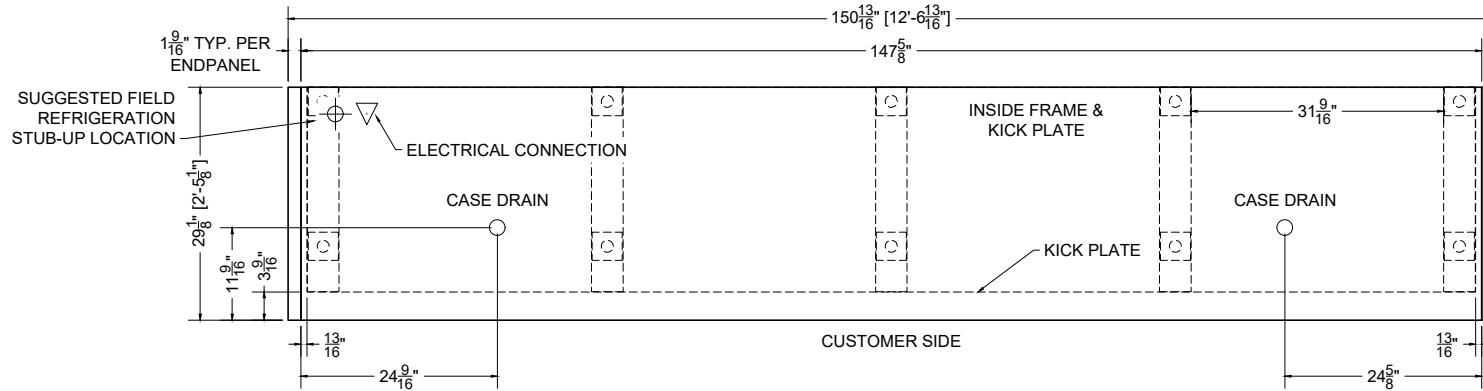 150 13/16" [12'-6 13/16"]
1 9/16" TYP. PER
ENDPANEL
147 5/8"
SUGGESTED FIELD
REFRIGERATION
STUB-UP LOCATION
INSIDE FRAME &
KICK PLATE
31 9/16"
ELECTRICAL CONNECTION
29 1/8" [2'-5 1/8"]
CASE DRAIN
CASE DRAIN
11 9/16"
3 9/16"
KICK PLATE
13/16"
CUSTOMER SIDE
13/16"
24 9/16"
24 5/8"